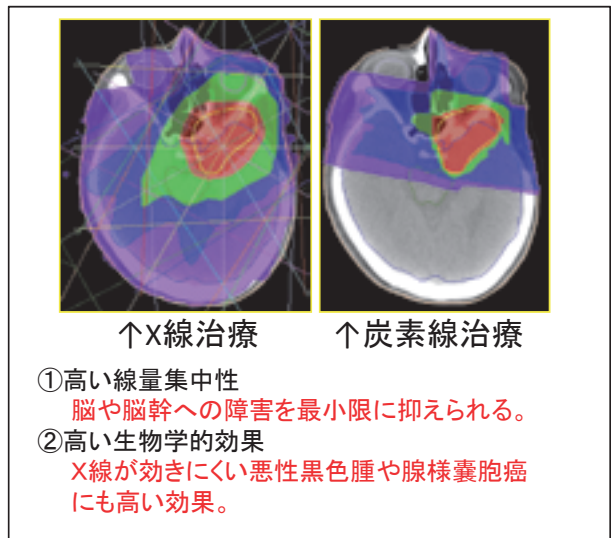 ↑X線治療
↑炭素線治療
①高い線量集中性
脳や脳幹への障害を最小限に抑えられる。
②高い生物学的効果
X線が効きにくい悪性黒色腫や腺様嚢胞癌
にも高い効果。